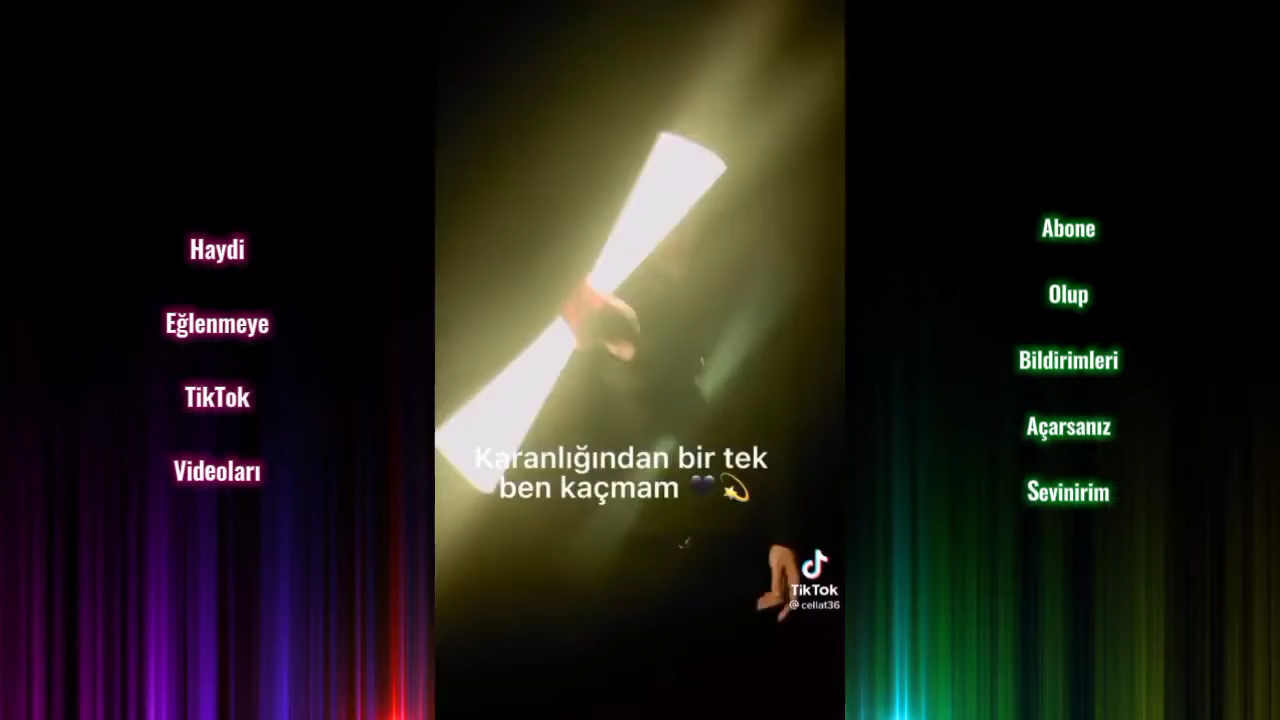 Haydi
Eğlenmeye
TikTok
Videoları
Karanlığından bir tek
ben kaçmam 🖤💫
TikTok
@cellat36
Abone
Olup
Bildirimleri
Açarsanız
Sevinirim